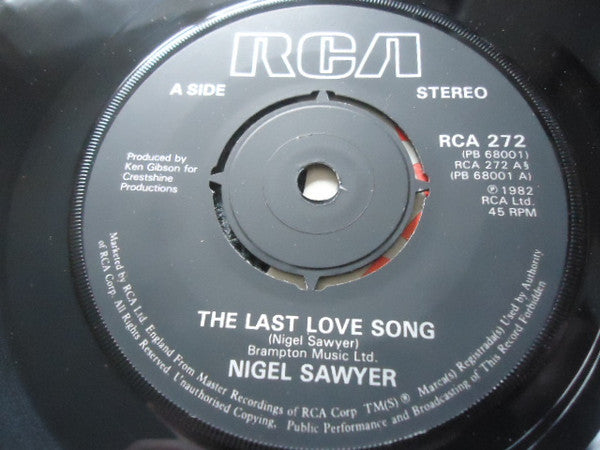 RCA
A SIDE
STEREO
RCA 272
(PB 68001)
RCA 272 A§
(PB 68001 A)
℗ 1982
RCA Ltd.
45 RPM
Produced by
Ken Gibson for
Crestshine
Productions
THE LAST LOVE SONG
(Nigel Sawyer)
Brampton Music Ltd.
NIGEL SAWYER
Marketed by RCA Ltd. England From Master Recordings of RCA Corp TM(S) ® Marca(s) Registrada(s) Used by Authority
of RCA Corp. All Rights Reserved. Unauthorised Copying, Public Performance and Broadcasting of This Record Forbidden